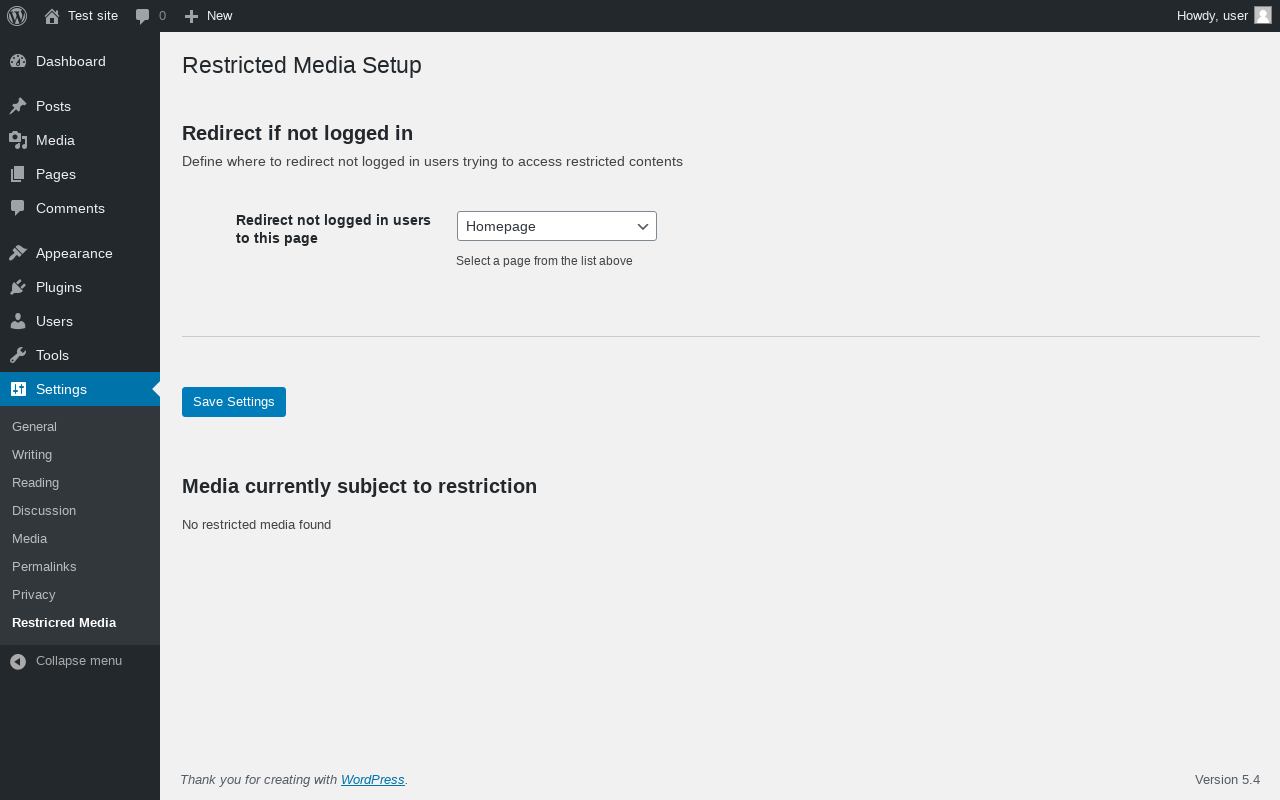 Test site
0
New
Howdy, user
Dashboard
Posts
Media
Pages
Comments
Appearance
Plugins
Users
Tools
Settings
General
Writing
Reading
Discussion
Media
Permalinks
Privacy
Restricred Media
Collapse menu
Restricted Media Setup
Redirect if not logged in
Define where to redirect not logged in users trying to access restricted contents
Redirect not logged in users
to this page
Homepage
Select a page from the list above
Save Settings
Media currently subject to restriction
No restricted media found
Thank you for creating with WordPress.
Version 5.4